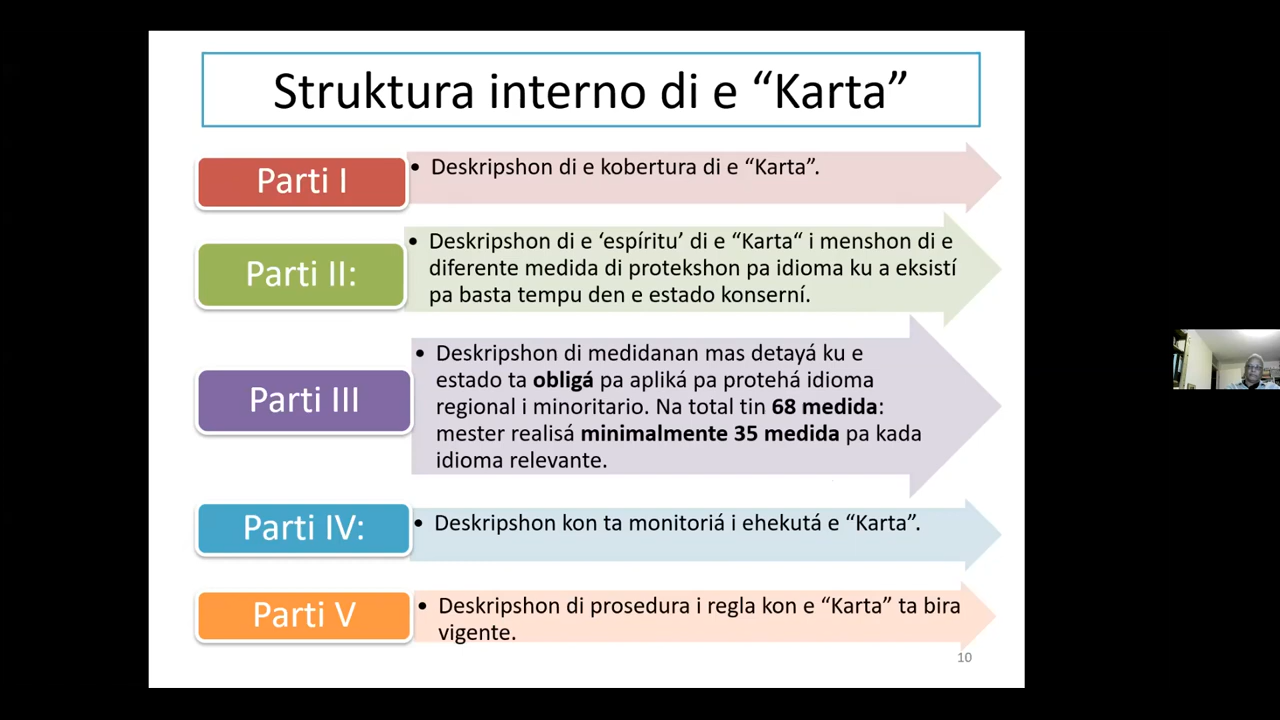 Struktura interno di e “Karta”
Parti I
• Deskripshon di e kobertura di e “Karta”.
Parti II:
• Deskripshon di e ‘espíritu’ di e “Karta“ i menshon di e
diferente medida di protekshon pa idioma ku a eksistí
pa basta tempu den e estado konserní.
Parti III
• Deskripshon di medidanan mas detayá ku e
estado ta obligá pa apliká pa protehá idioma
regional i minoritario. Na total tin 68 medida:
mester realisá minimalmente 35 medida pa kada
idioma relevante.
Parti IV:
• Deskripshon kon ta monitoriá i ehekutá e “Karta”.
Parti V
• Deskripshon di prosedura i regla kon e “Karta” ta bira
vigente.
10